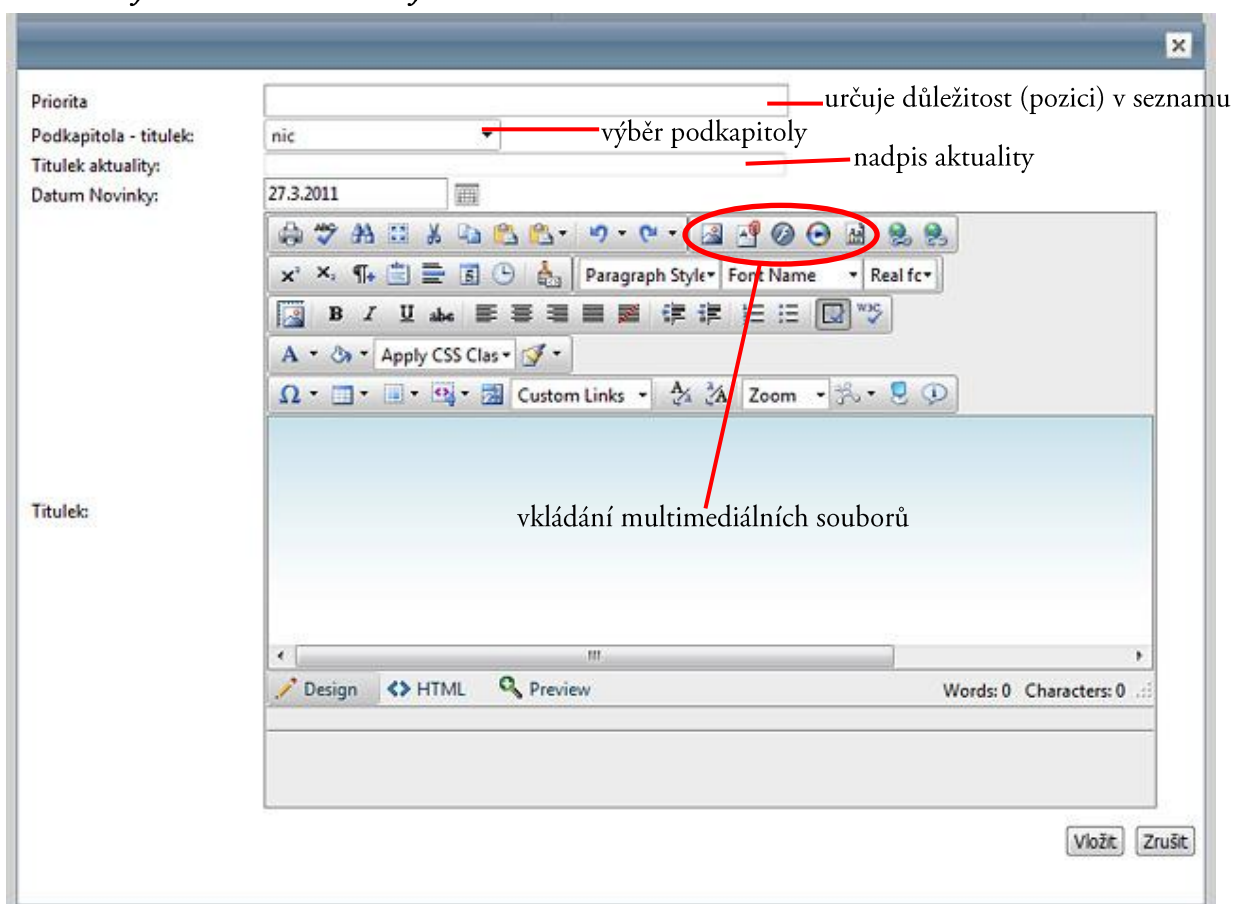 Priorita
určuje důležitost (pozici) v seznamu
Podkapitola - titulek: nic
výběr podkapitoly
Titulek aktuality:
nadpis aktuality
Datum Novinky: 27.3.2011
Paragraph Style Font Name Real fc
B I U abc W3C
A Apply CSS Clas
Ω Custom Links Zoom
Titulek:
vkládání multimediálních souborů
Design HTML Preview Words: 0 Characters: 0
Vložit Zrušit